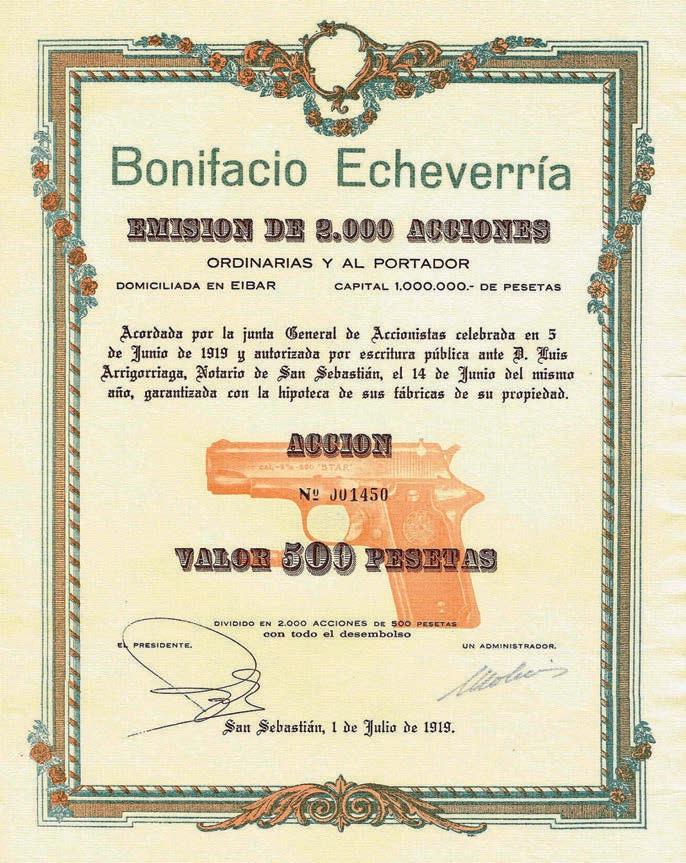 Bonifacio Echeverría
EMISION DE 2.000 ACCIONES
ORDINARIAS Y AL PORTADOR
DOMICILIADA EN EIBAR CAPITAL 1.000.000.- DE PESETAS
Acordada por la junta General de Accionistas celebrada en 5
de Junio de 1919 y autorizada por escritura pública ante D. Luis
Arrigorriaga, Notario de San Sebastián, el 14 de Junio del mismo
año, garantizada con la hipoteca de sus fábricas de su propiedad.
ACCION
"STAR"
Nº 001450
VALOR 500 PESETAS
DIVIDIDO EN 2.000 ACCIONES DE 500 PESETAS
con todo el desembolso
EL PRESIDENTE. UN ADMINISTRADOR.
San Sebastián, 1 de Julio de 1919.